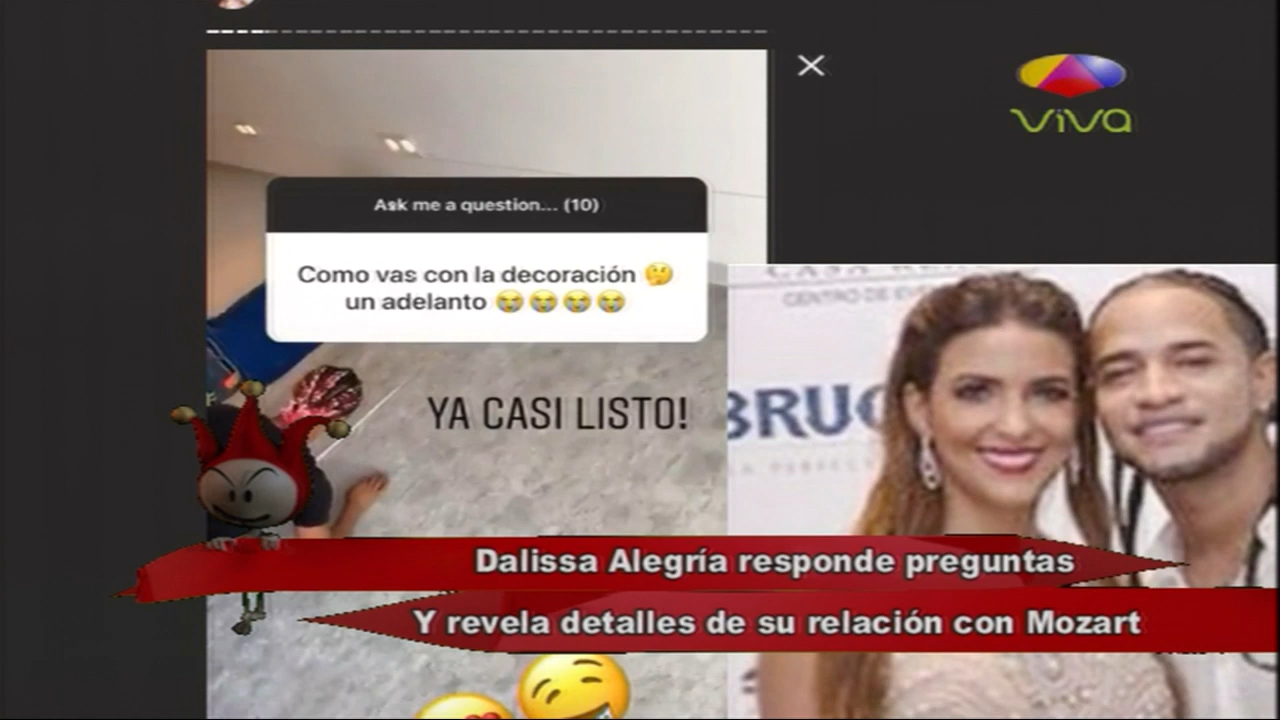 VIVA
Ask me a question... (10)
Como vas con la decoración 🤔
un adelanto 😭😭😭😭
CENTRO DE
YA CASI LISTO!
BRUG
Dalissa Alegría responde preguntas
Y revela detalles de su relación con Mozart